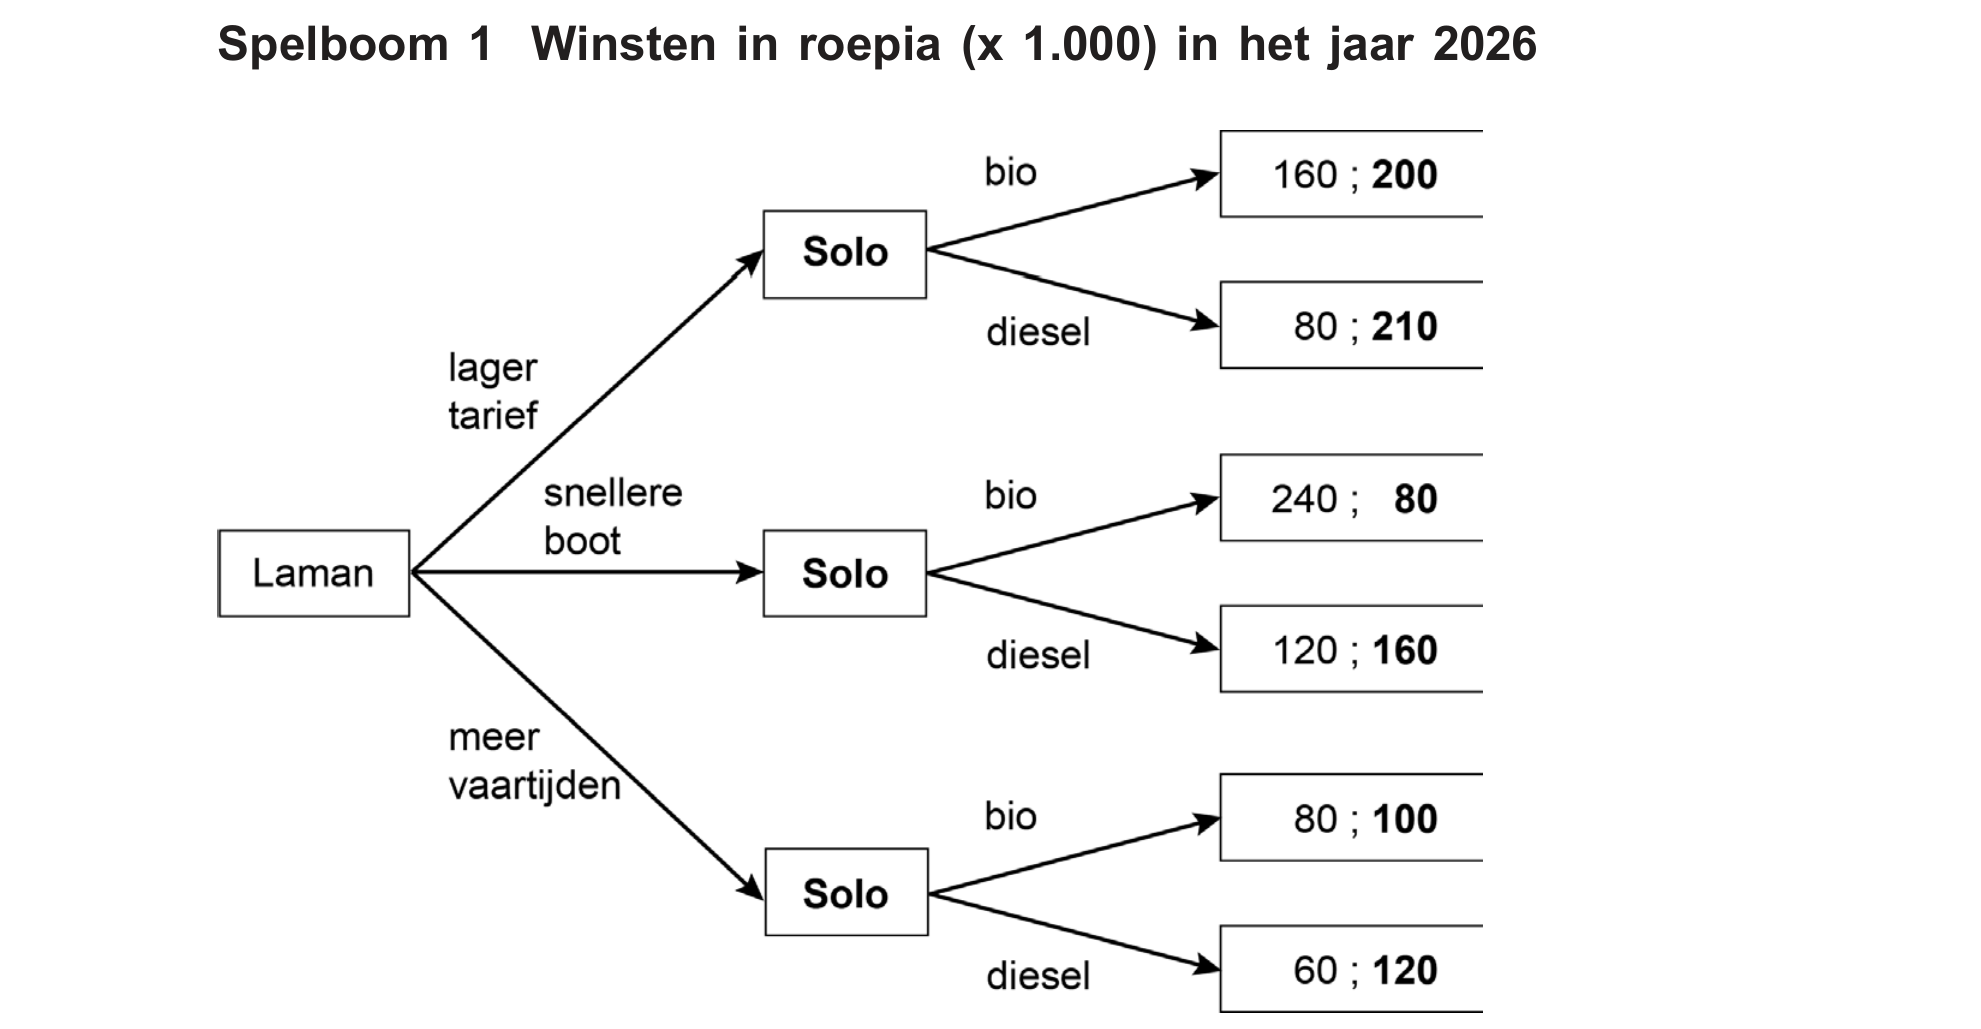 Spelboom 1 Winsten in roepia (x 1.000) in het jaar 2026
bio
160 ; 200
Solo
diesel
80 ; 210
lager
tarief
snellere
boot
bio
240 ; 80
Laman
Solo
diesel
120 ; 160
meer
vaartijden
bio
80 ; 100
Solo
diesel
60 ; 120